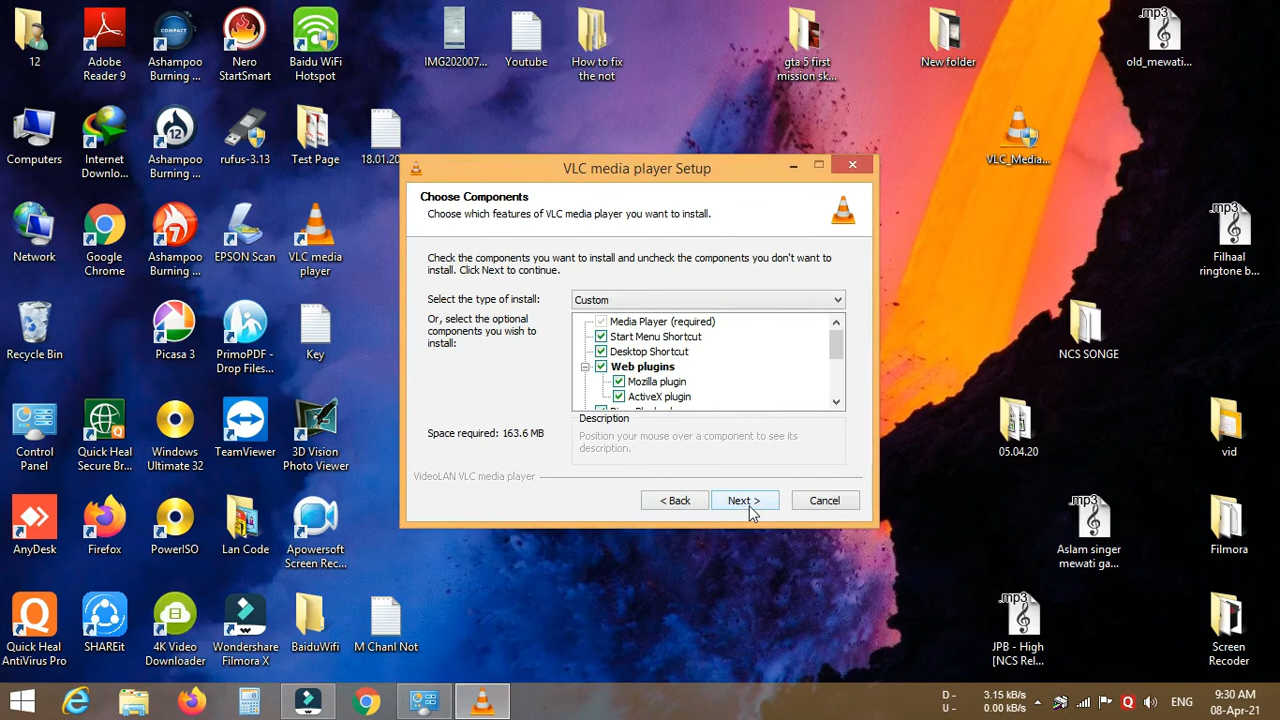 12
Adobe
Reader 9
Ashampoo
Burning ...
Nero
StartSmart
Baidu WiFi
Hotspot
IMG202007...
Youtube
How to fix
the not
gta 5 first
mission sk...
New folder
.mp3
old_mewati...
Computers
Internet
Downlo...
Ashampoo
Burning ...
rufus-3.13
Test Page
18.01.20
VLC_Media...
VLC media player Setup
Choose Components
Choose which features of VLC media player you want to install.
Check the components you want to install and uncheck the components you don't want to
install. Click Next to continue.
Select the type of install:
Custom
Or, select the optional
components you wish to
install:
Media Player (required)
Start Menu Shortcut
Desktop Shortcut
Web plugins
Mozilla plugin
ActiveX plugin
Description
Position your mouse over a component to see its
description.
Space required: 163.6 MB
VideoLAN VLC media player
< Back
Next >
Cancel
Network
Google
Chrome
Ashampoo
Burning ...
EPSON Scan
VLC media
player
.mp3
Filhaal
ringtone b...
Recycle Bin
Picasa 3
PrimoPDF -
Drop Files...
Key
NCS SONGE
Control
Panel
Quick Heal
Secure Br...
Windows
Ultimate 32
TeamViewer
3D Vision
Photo Viewer
05.04.20
vid
AnyDesk
Firefox
PowerISO
Lan Code
Apowersoft
Screen Rec...
.mp3
Aslam singer
mewati ga...
Filmora
Quick Heal
AntiVirus Pro
SHAREit
4K Video
Downloader
Wondershare
Filmora X
BaiduWifi
M Chanl Not
.mp3
JPB - High
[NCS Rel...
Screen
Recoder
D -
U -
3.15 kB/s
0.00 kB/s
ENG
9:30 AM
08-Apr-21